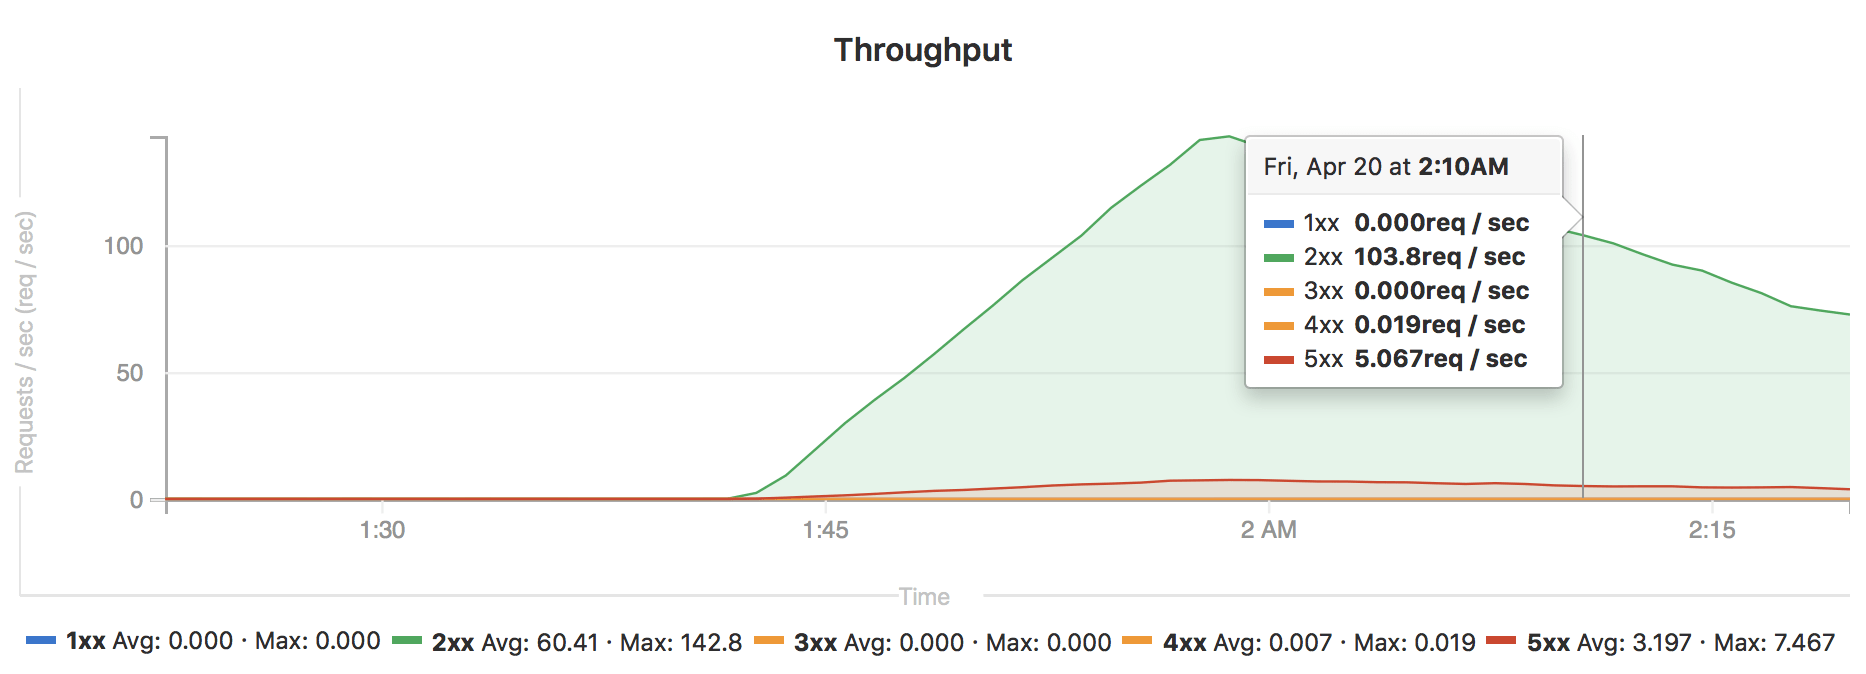 Throughput
Requests / sec (req / sec)
100
50
0
Fri, Apr 20 at 2:10AM
1xx 0.000req / sec
2xx 103.8req / sec
3xx 0.000req / sec
4xx 0.019req / sec
5xx 5.067req / sec
1:30 1:45 2 AM 2:15
Time
1xx Avg: 0.000 · Max: 0.000 2xx Avg: 60.41 · Max: 142.8 3xx Avg: 0.000 · Max: 0.000 4xx Avg: 0.007 · Max: 0.019 5xx Avg: 3.197 · Max: 7.467